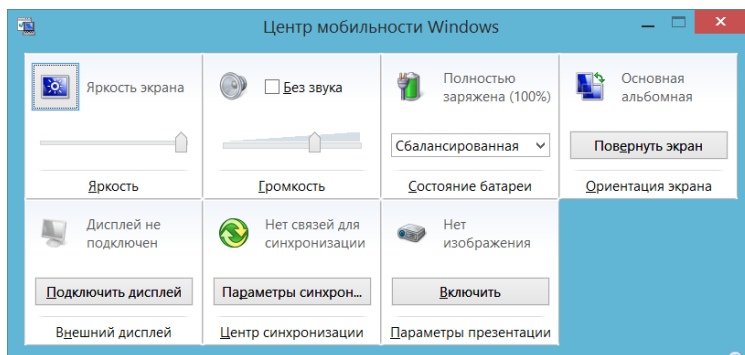 Центр мобильности Windows
Яркость экрана
Яркость
Без звука
Громкость
Полностью
заряжена (100%)
Сбалансированная
Состояние батареи
Основная
альбомная
Повернуть экран
Ориентация экрана
Дисплей не
подключен
Подключить дисплей
Внешний дисплей
Нет связей для
синхронизации
Параметры синхрон...
Центр синхронизации
Нет
изображения
Включить
Параметры презентации